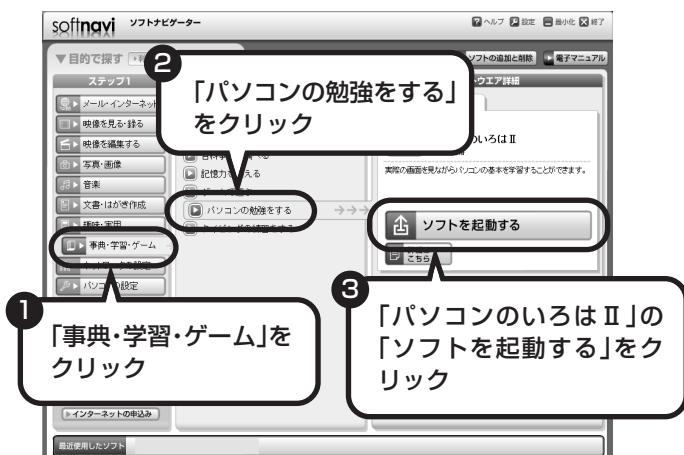 softnavi ソフトナビゲーター
ヘルプ 設定 最小化 終了
▼目的で探す
ソフトの追加と削除 電子マニュアル
ステップ1
ウエア詳細
メール・インターネット
映像を見る・録る
映像を編集する
写真・画像
音楽
文書・はがき作成
趣味・実用
事典・学習・ゲーム
パソコンの設定
インターネットの申込み
最近使用したソフト
記憶力を
える
パソコンの勉強をする
のいろはⅡ
実際の画面を見ながらパソコンの基本を学習することができます。
ソフトを起動する
こちら
1
「事典・学習・ゲーム」を
クリック
2
「パソコンの勉強をする」
をクリック
3
「パソコンのいろはⅡ」の
「ソフトを起動する」をク
リック